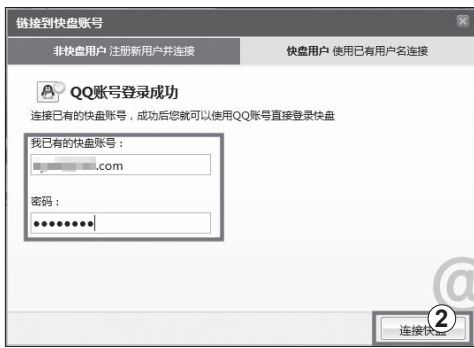 链接到快盘账号
非快盘用户 注册新用户并连接
快盘用户 使用已有用户名连接
QQ账号登录成功
连接已有的快盘账号，成功后您就可以使用QQ账号直接登录快盘
我已有的快盘账号：
.com
密码：
@
连接快
2